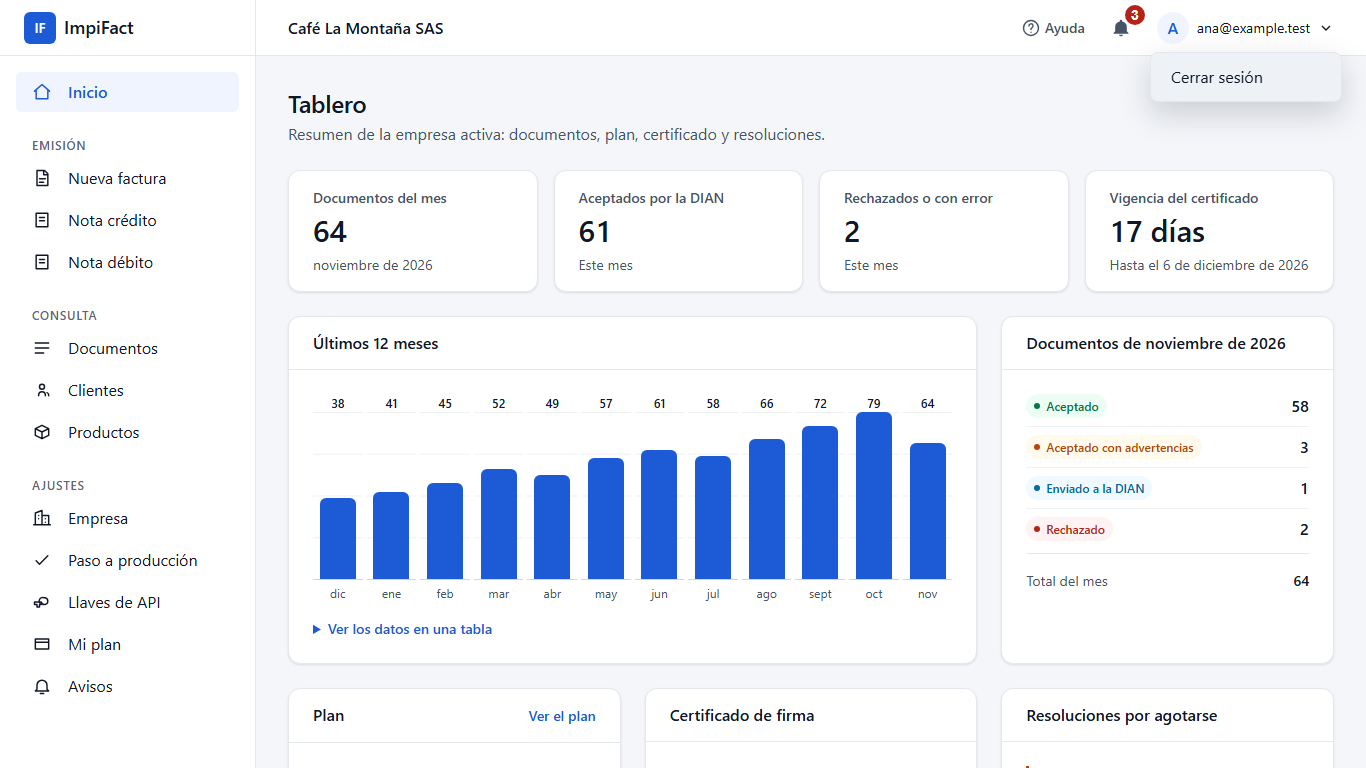 IF ImpiFact
Café La Montaña SAS
Ayuda
3
A ana@example.test
Cerrar sesión
Inicio
EMISIÓN
Nueva factura
Nota crédito
Nota débito
CONSULTA
Documentos
Clientes
Productos
AJUSTES
Empresa
Paso a producción
Llaves de API
Mi plan
Avisos
Tablero
Resumen de la empresa activa: documentos, plan, certificado y resoluciones.
Documentos del mes
64
noviembre de 2026
Aceptados por la DIAN
61
Este mes
Rechazados o con error
2
Este mes
Vigencia del certificado
17 días
Hasta el 6 de diciembre de 2026
Últimos 12 meses
38 41 45 52 49 57 61 58 66 72 79 64
dic ene feb mar abr may jun jul ago sept oct nov
Ver los datos en una tabla
Documentos de noviembre de 2026
Aceptado 58
Aceptado con advertencias 3
Enviado a la DIAN 1
Rechazado 2
Total del mes 64
Plan
Ver el plan
Certificado de firma
Resoluciones por agotarse